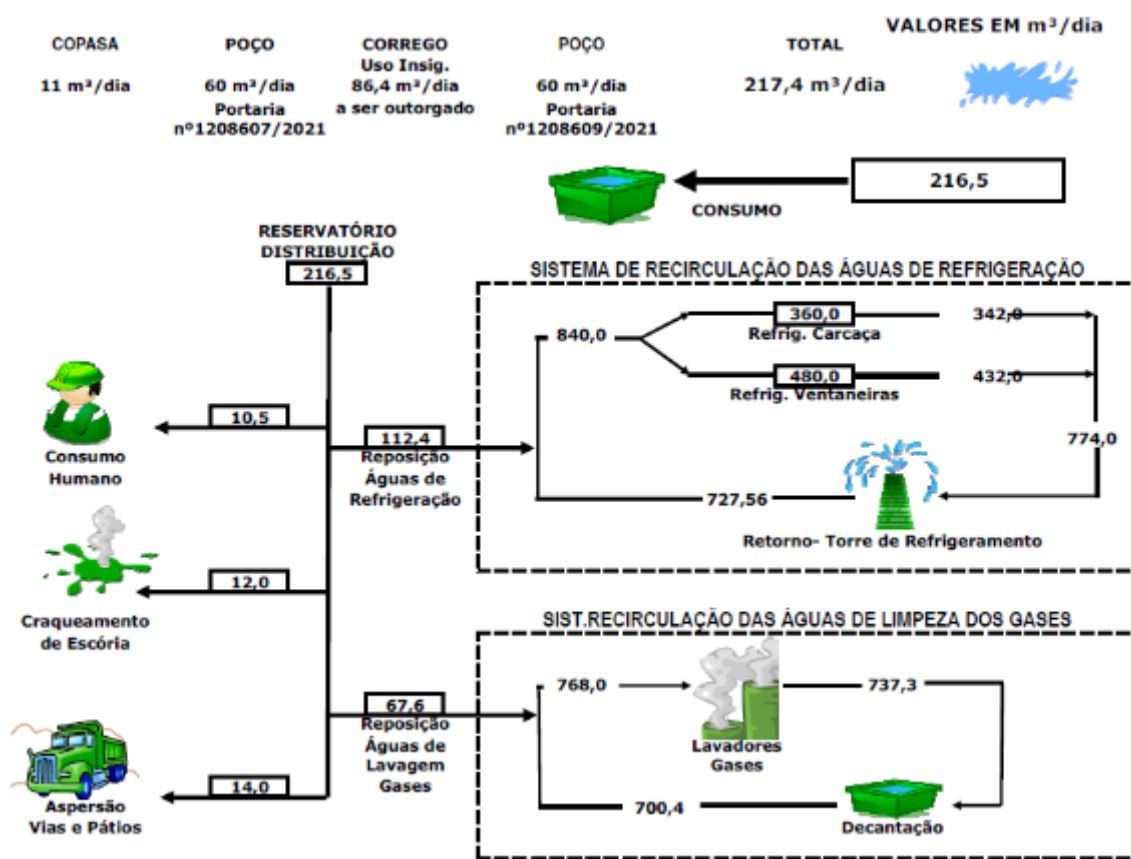 VALORES EM m³/dia
COPASA
11 m³/dia
POÇO
60 m³/dia
Portaria
nº1208607/2021
CORREGO
Uso Insig.
86,4 m³/dia
a ser outorgado
POÇO
60 m³/dia
Portaria
nº1208609/2021
TOTAL
217,4 m³/dia
216,5
CONSUMO
RESERVATÓRIO
DISTRIBUIÇÃO
216,5
SISTEMA DE RECIRCULAÇÃO DAS ÁGUAS DE REFRIGERAÇÃO
840,0
360,0
Refrig. Carcaça
342,0
480,0
Refrig. Ventaneiras
432,0
774,0
727,56
Retorno- Torre de Refrigeramento
10,5
Consumo
Humano
112,4
Reposição
Águas de
Refrigeração
12,0
Craqueamento
de Escória
SIST.RECIRCULAÇÃO DAS ÁGUAS DE LIMPEZA DOS GASES
768,0
737,3
Lavadores
Gases
67,6
Reposição
Águas de
Lavagem
Gases
700,4
Decantação
14,0
Aspersão
Vias e Pátios